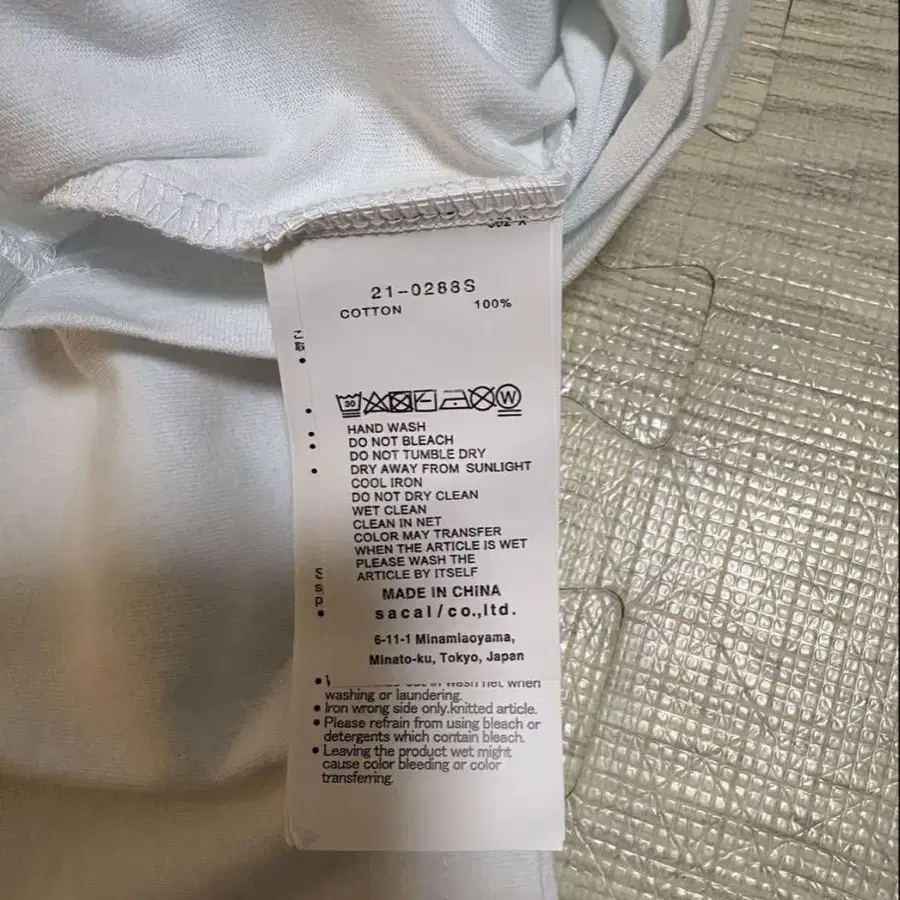 21-0288S
COTTON 100%
30 W
HAND WASH
DO NOT BLEACH
DO NOT TUMBLE DRY
DRY AWAY FROM SUNLIGHT
COOL IRON
DO NOT DRY CLEAN
WET CLEAN
CLEAN IN NET
COLOR MAY TRANSFER
WHEN THE ARTICLE IS WET
PLEASE WASH THE
ARTICLE BY ITSELF
MADE IN CHINA
sacai/co.,ltd.
6-11-1 Minamiaoyama,
Minato-ku, Tokyo, Japan
wash net when
washing or laundering.
• Iron wrong side only.knitted article.
• Please refrain from using bleach or
detergents which contain bleach.
• Leaving the product wet might
cause color bleeding or color
transferring.